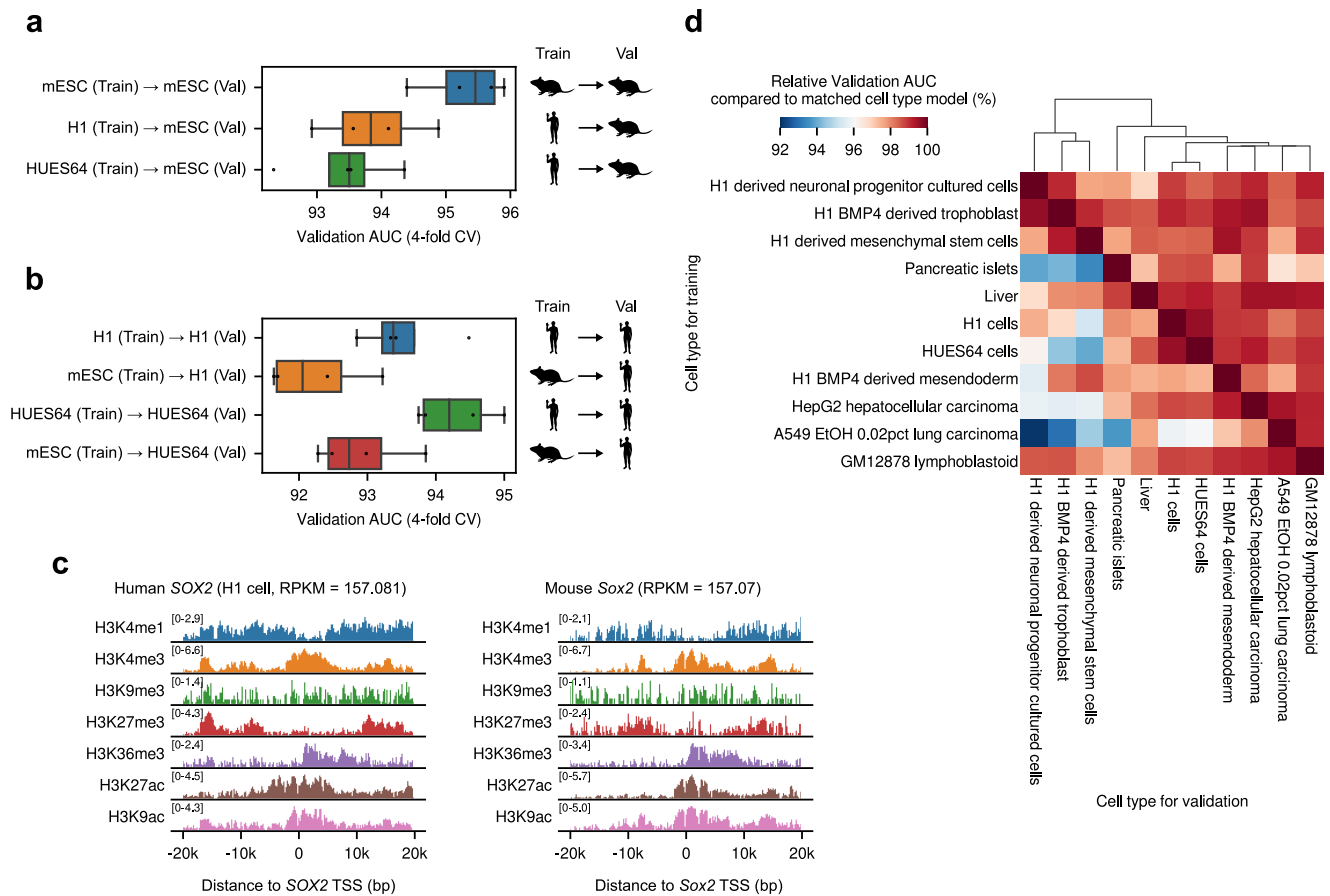 a
Train
Val
mESC (Train) → mESC (Val)
H1 (Train) → mESC (Val)
HUES64 (Train) → mESC (Val)
93
94
95
96
Validation AUC (4-fold CV)
b
Train
Val
H1 (Train) → H1 (Val)
mESC (Train) → H1 (Val)
HUES64 (Train) → HUES64 (Val)
mESC (Train) → HUES64 (Val)
92
93
94
95
Validation AUC (4-fold CV)
c
Human SOX2 (H1 cell, RPKM = 157.081)
H3K4me1
[0-2.9]
H3K4me3
[0-6.6]
H3K9me3
[0-1.4]
H3K27me3
[0-4.3]
H3K36me3
[0-2.4]
H3K27ac
[0-4.5]
H3K9ac
[0-4.3]
-20k
-10k
0
10k
20k
Distance to SOX2 TSS (bp)
Mouse Sox2 (RPKM = 157.07)
H3K4me1
[0-2.1]
H3K4me3
[0-6.7]
H3K9me3
[0-1.1]
H3K27me3
[0-2.4]
H3K36me3
[0-3.4]
H3K27ac
[0-5.7]
H3K9ac
[0-5.0]
-20k
-10k
0
10k
20k
Distance to Sox2 TSS (bp)
d
Relative Validation AUC
compared to matched cell type model (%)
92
94
96
98
100
Cell type for training
H1 derived neuronal progenitor cultured cells
H1 BMP4 derived trophoblast
H1 derived mesenchymal stem cells
Pancreatic islets
Liver
H1 cells
HUES64 cells
H1 BMP4 derived mesendoderm
HepG2 hepatocellular carcinoma
A549 EtOH 0.02pct lung carcinoma
GM12878 lymphoblastoid
H1 derived neuronal progenitor cultured cells
H1 BMP4 derived trophoblast
H1 derived mesenchymal stem cells
Pancreatic islets
Liver
H1 cells
HUES64 cells
H1 BMP4 derived mesendoderm
HepG2 hepatocellular carcinoma
A549 EtOH 0.02pct lung carcinoma
GM12878 lymphoblastoid
Cell type for validation